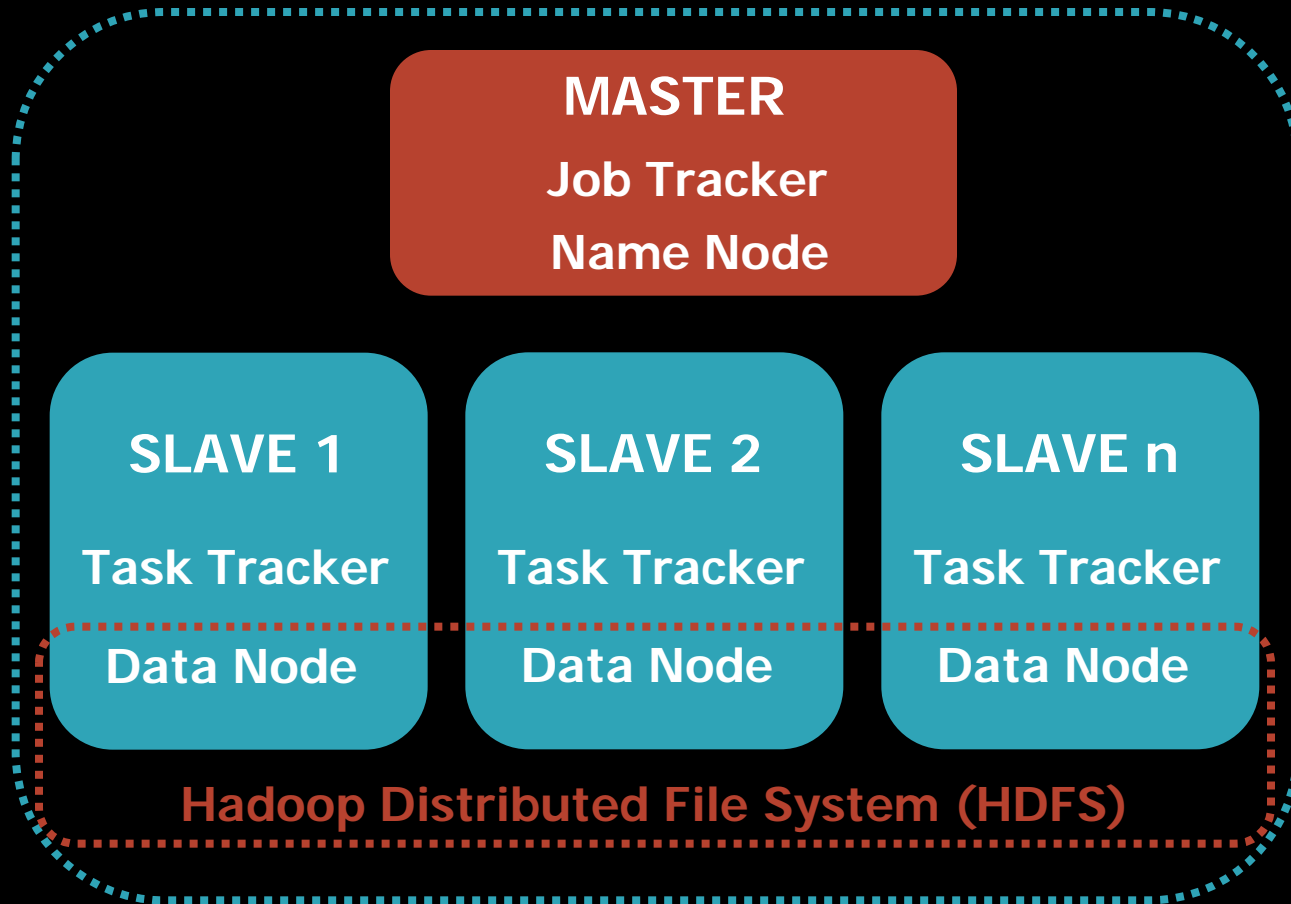 MASTER
Job Tracker
Name Node
SLAVE 1
Task Tracker
Data Node
SLAVE 2
Task Tracker
Data Node
SLAVE n
Task Tracker
Data Node
Hadoop Distributed File System (HDFS)